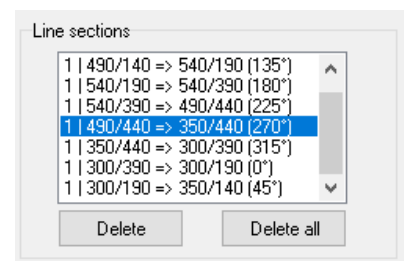 Line sections
1 | 490/140 => 540/190 (135°)
1 | 540/190 => 540/390 (180°)
1 | 540/390 => 490/440 (225°)
1 | 490/440 => 350/440 (270°)
1 | 350/440 => 300/390 (315°)
1 | 300/390 => 300/190 (0°)
1 | 300/190 => 350/140 (45°)
Delete Delete all